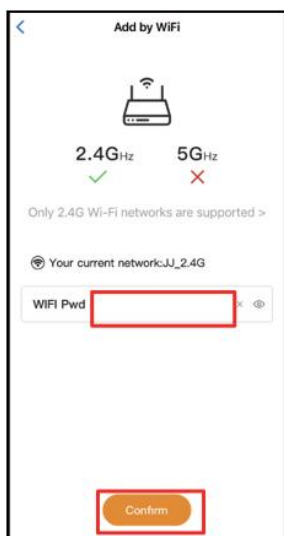 Add by WiFi
2.4GHz 5GHz
Only 2.4G Wi-Fi networks are supported >
Your current network:JJ_2.4G
WIFI Pwd
Confirm